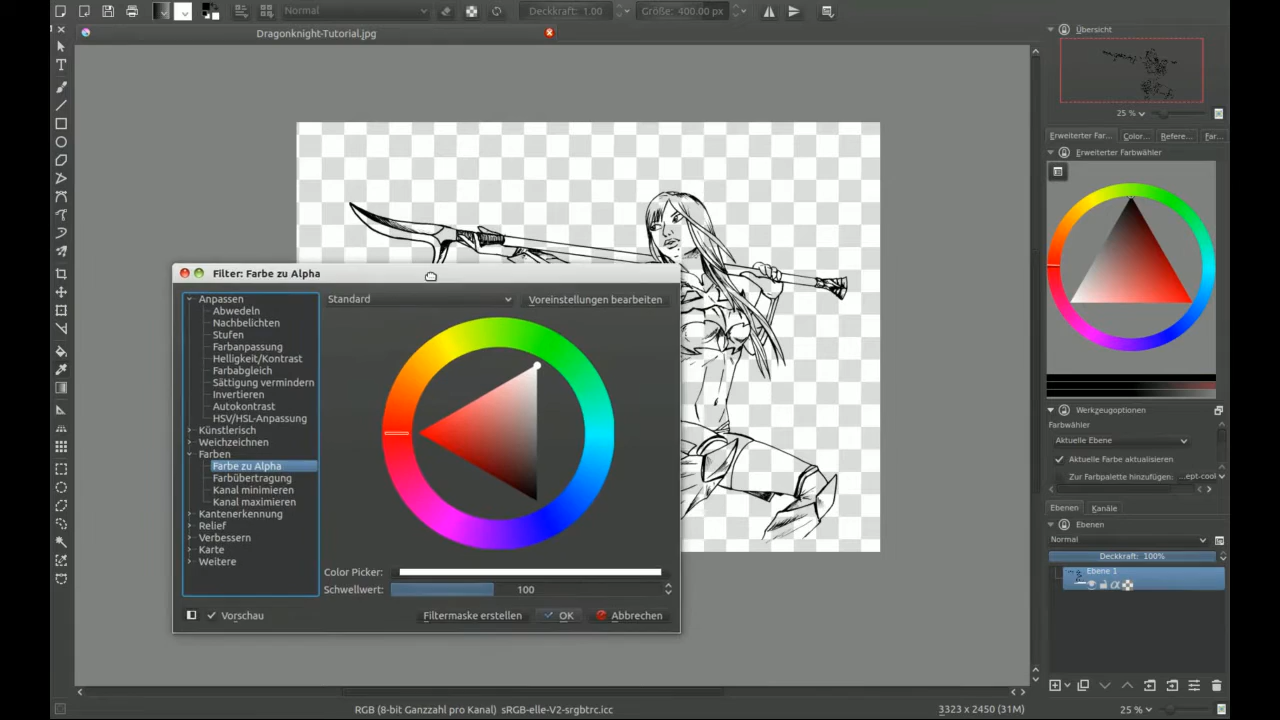 Normal
Deckkraft: 1.00
Größe: 400.00 px
Dragonknight-Tutorial.jpg
Übersicht
25 %
Erweiterter Far...
Color...
Refere...
Far...
Erweiterter Farbwähler
Filter: Farbe zu Alpha
Anpassen
Abwedeln
Nachbelichten
Stufen
Farbanpassung
Helligkeit/Kontrast
Farbabgleich
Sättigung vermindern
Invertieren
Autokontrast
HSV/HSL-Anpassung
Künstlerisch
Weichzeichnen
Farben
Farbe zu Alpha
Farbübertragung
Kanal minimieren
Kanal maximieren
Kantenerkennung
Relief
Verbessern
Karte
Weitere
Standard
Voreinstellungen bearbeiten
Color Picker:
Schwellwert:
100
Vorschau
Filtermaske erstellen
OK
Abbrechen
Werkzeugoptionen
Farbwähler
Aktuelle Ebene
Aktuelle Farbe aktualisieren
Zur Farbpalette hinzufügen:
...ept-cool
Ebenen
Kanäle
Ebenen
Normal
Deckkraft: 100%
Ebene 1
RGB (8-bit Ganzzahl pro Kanal) sRGB-elle-V2-srgbtrc.icc
3323 x 2450 (31M)
25 %